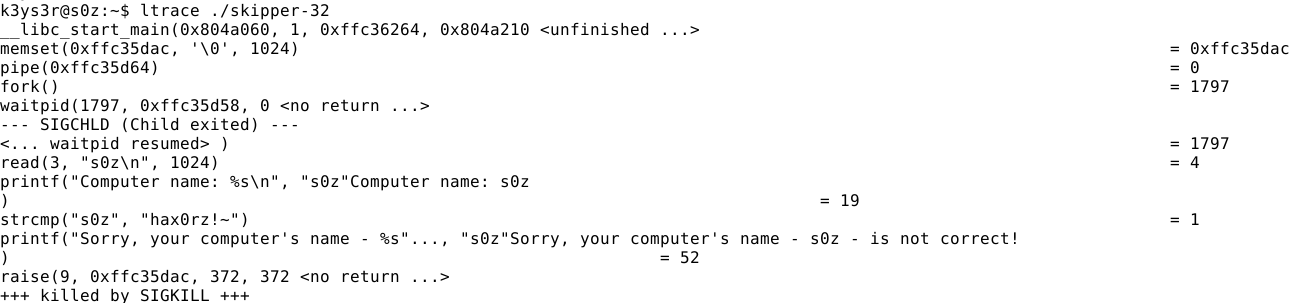 k3ys3r@s0z:~$ ltrace ./skipper-32
__libc_start_main(0x804a060, 1, 0xffc36264, 0x804a210 <unfinished ...>
memset(0xffc35dac, '\0', 1024) = 0xffc35dac
pipe(0xffc35d64) = 0
fork() = 1797
waitpid(1797, 0xffc35d58, 0 <no return ...>
--- SIGCHLD (Child exited) ---
<... waitpid resumed> ) = 1797
read(3, "s0z\n", 1024) = 4
printf("Computer name: %s\n", "s0z"Computer name: s0z
) = 19
strcmp("s0z", "hax0rz!~") = 1
printf("Sorry, your computer's name - %s"..., "s0z"Sorry, your computer's name - s0z - is not correct!
) = 52
raise(9, 0xffc35dac, 372, 372 <no return ...>
+++ killed by SIGKILL +++